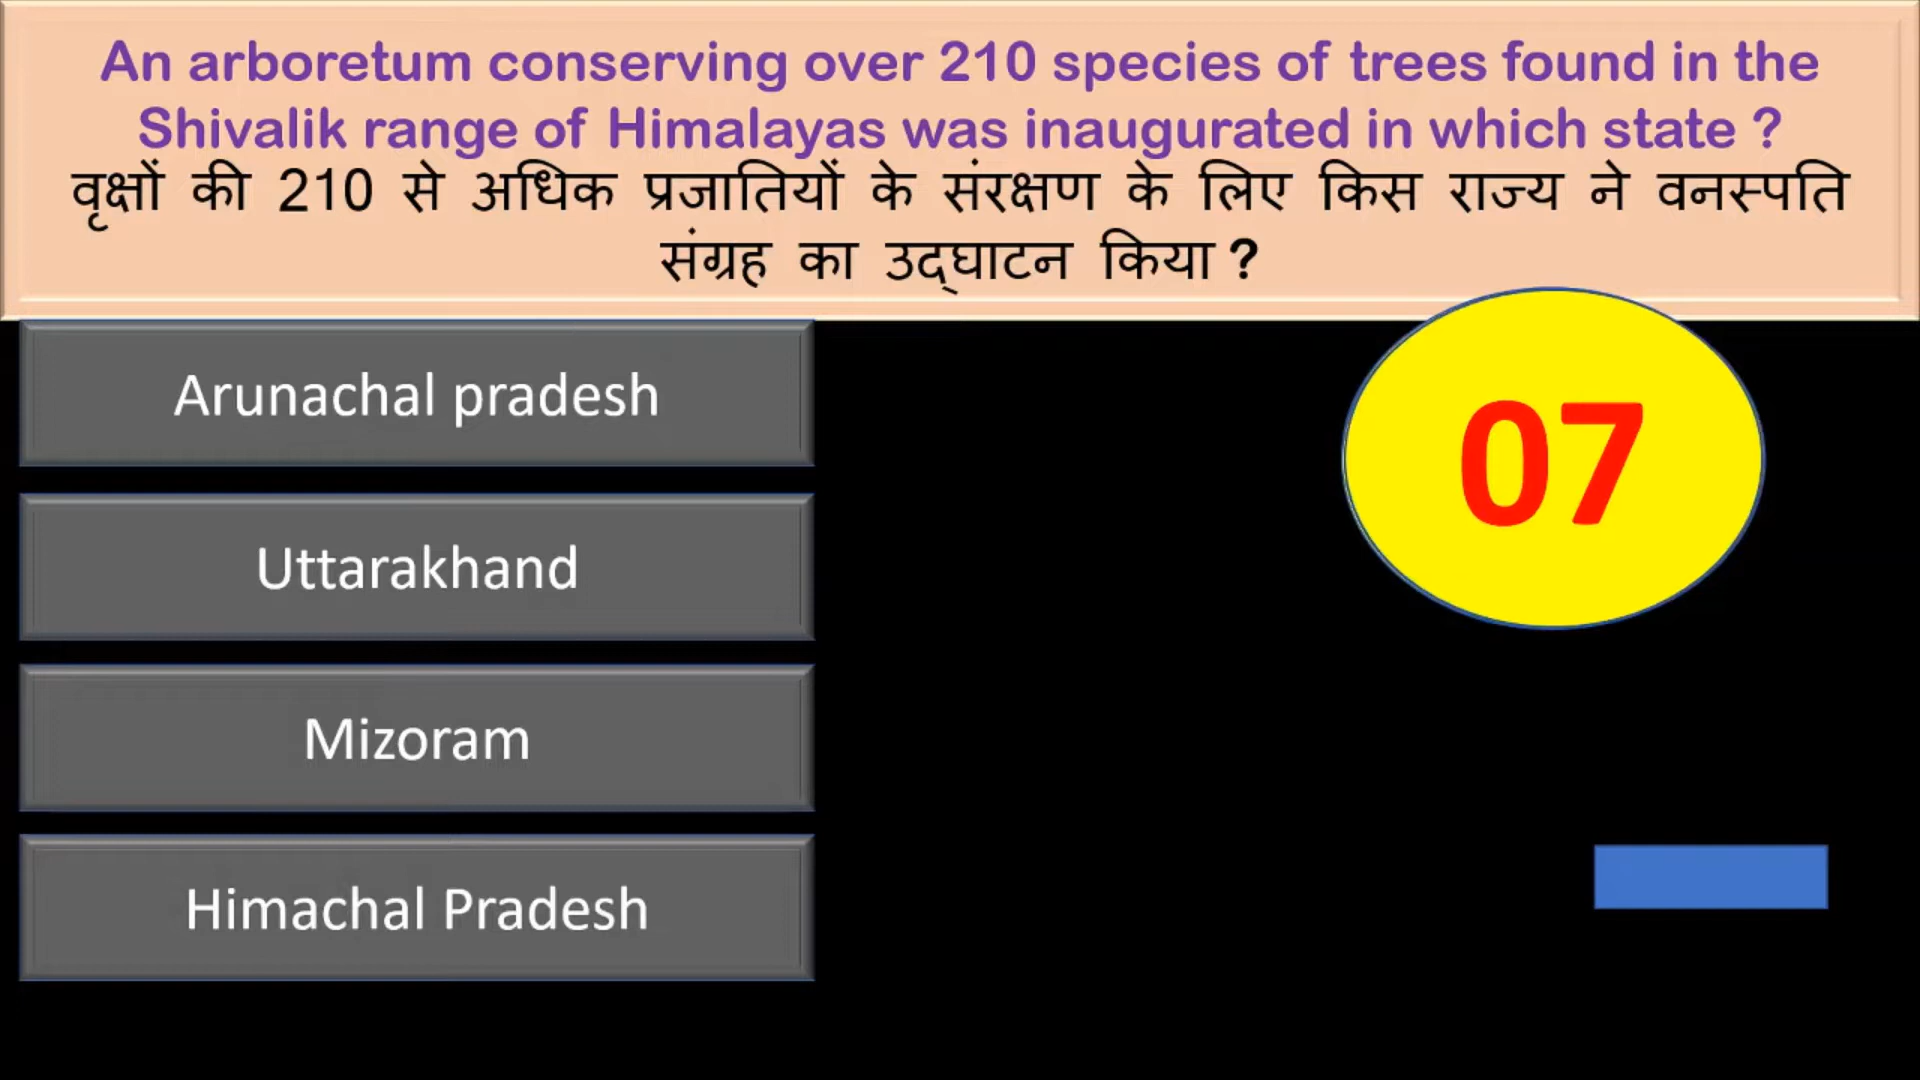 An arboretum conserving over 210 species of trees found in the
Shivalik range of Himalayas was inaugurated in which state ?
वृक्षों की 210 से अधिक प्रजातियों के संरक्षण के लिए किस राज्य ने वनस्पति
संग्रह का उद्घाटन किया ?
07
Arunachal pradesh
Uttarakhand
Mizoram
Himachal Pradesh